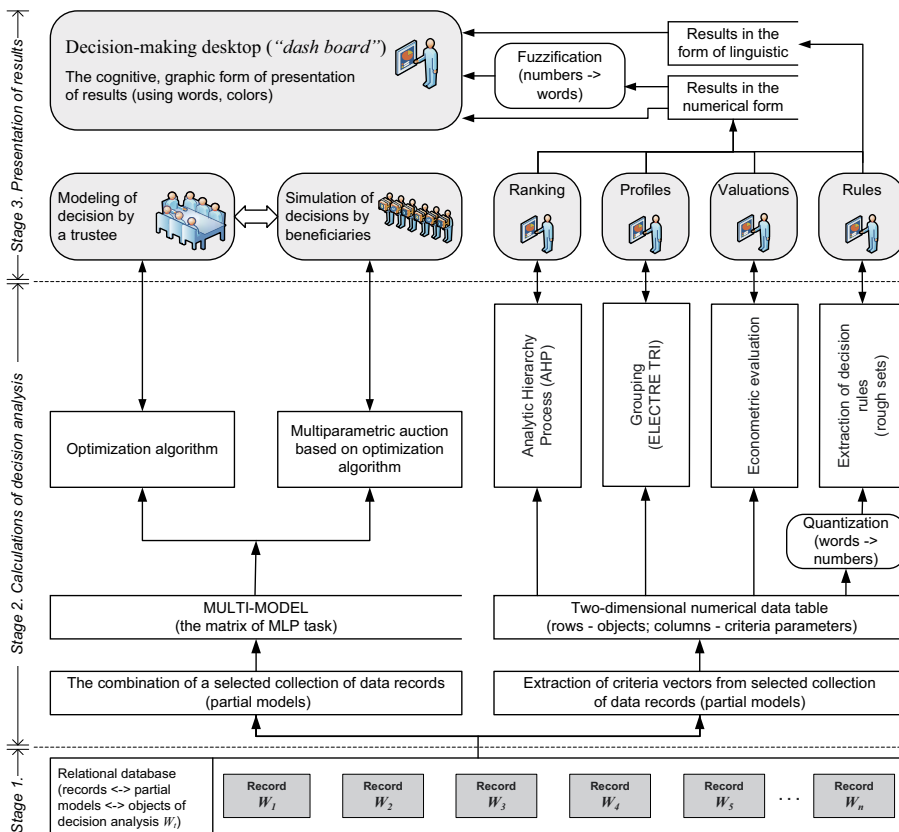 Stage 3. Presentation of results
Decision-making desktop (“dash board”)
The cognitive, graphic form of presentation
of results (using words, colors)
Fuzzification
(numbers ->
words)
Results in the
form of linguistic
Results in the
numerical form
Modeling of
decision by
a trustee
Simulation of
decisions by
beneficiaries
Ranking
Profiles
Valuations
Rules
Stage 2. Calculations of decision analysis
Optimization algorithm
Multiparametric auction
based on optimization
algorithm
Analytic Hierarchy
Process (AHP)
Grouping
(ELECTRE TRI)
Econometric evaluation
Extraction of decision
rules
(rough sets)
Quantization
(words ->
numbers)
MULTI-MODEL
(the matrix of MLP task)
Two-dimensional numerical data table
(rows - objects; columns - criteria parameters)
The combination of a selected collection of data records
(partial models)
Extraction of criteria vectors from selected collection
of data records (partial models)
Stage 1.
Relational database
(records <-> partial
models <-> objects of
decision analysis Wᵢ)
Record
W₁
Record
W₂
Record
W₃
Record
W₄
Record
W₅
· · ·
Record
Wₙ